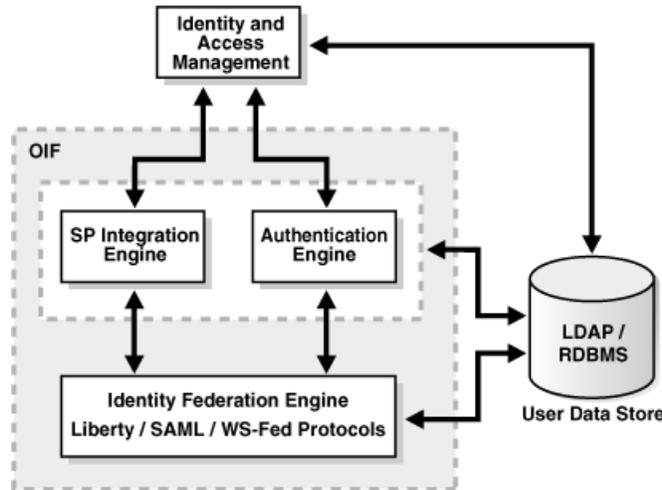 Identity and
Access
Management
OIF
SP Integration
Engine
Authentication
Engine
Identity Federation Engine
Liberty / SAML / WS-Fed Protocols
LDAP /
RDBMS
User Data Store